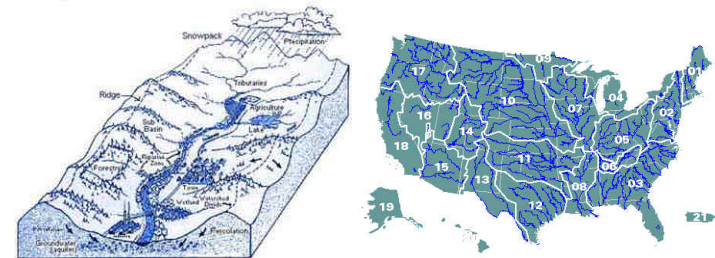 Snowpack
Precipitation
Tributaries
Ridge
Agriculture
Lake
Sub
Basin
Riparian
Zone
Forestry
Town
Wetland
Watershed
Percolation
Groundwater
(aquifer)
09
17
01
04
10
07
02
16
05
14
18
11
06
15
13
08
03
12
19
21